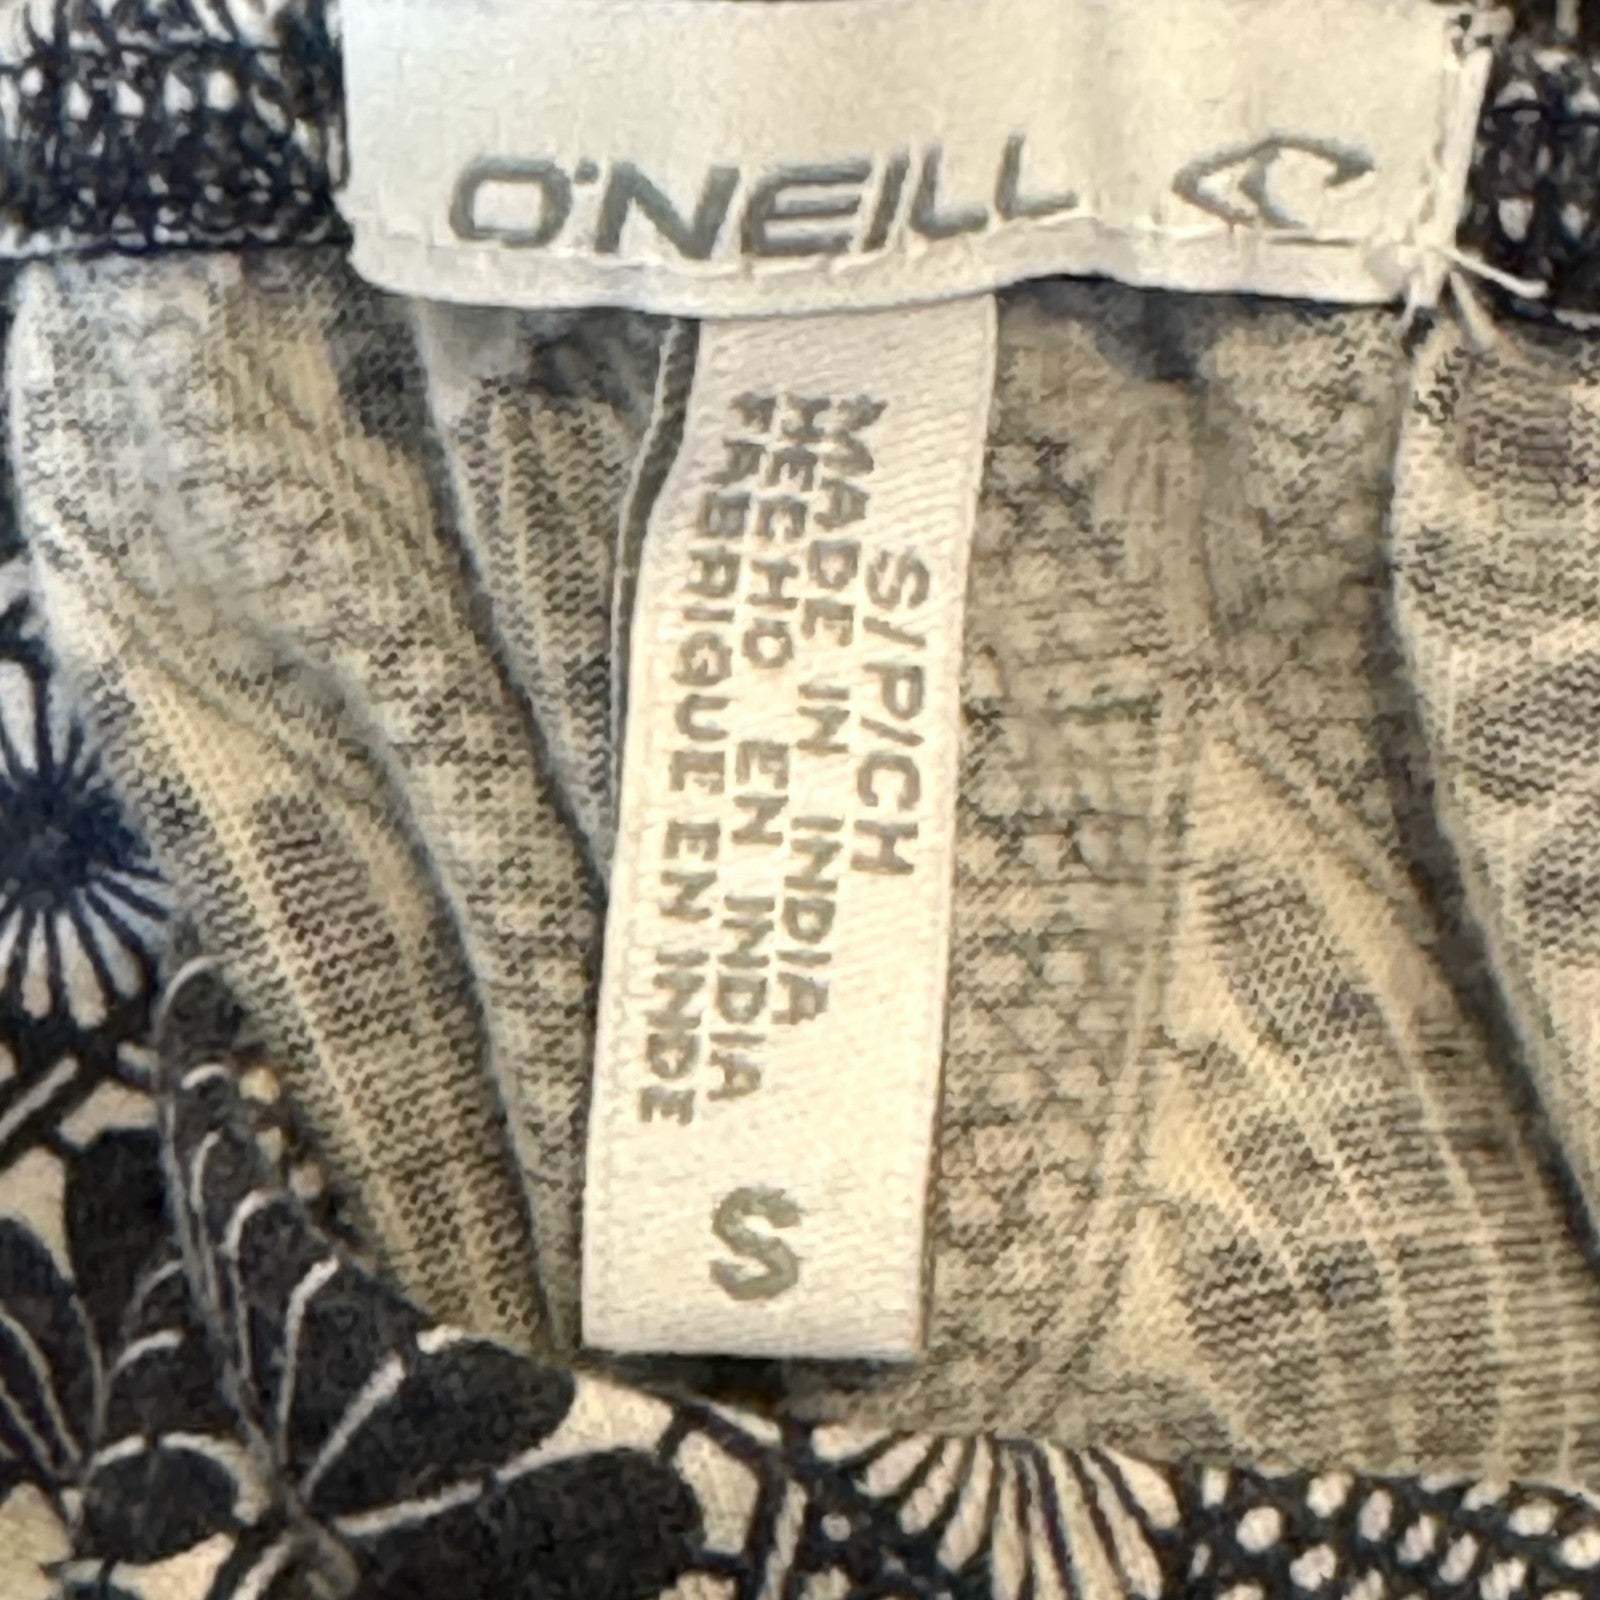 O'NEILL
S/P/CH
*MADE IN INDIA
*HECHO EN INDIA
*FABRIQUE EN INDE
S